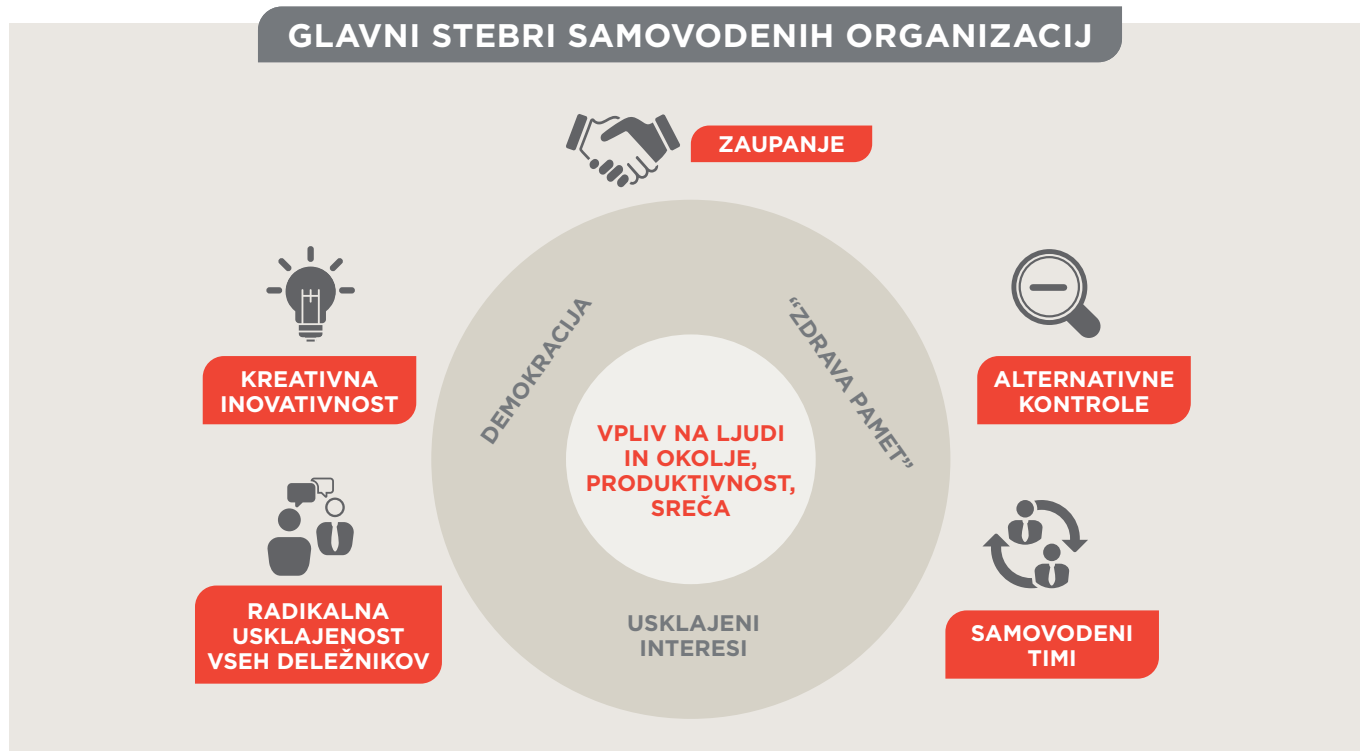 GLAVNI STEBRI SAMOVODENIH ORGANIZACIJ
ZAUPANJE
KREATIVNA
INOVATIVNOST
ALTERNATIVNE
KONTROLE
DEMOKRACIJA
“ZDRAVA PAMET”
VPLIV NA LJUDI
IN OKOLJE,
PRODUKTIVNOST,
SREČA
RADIKALNA
USKLAJENOST
VSEH DELEŽNIKOV
USKLAJENI
INTERESI
SAMOVODENI
TIMI